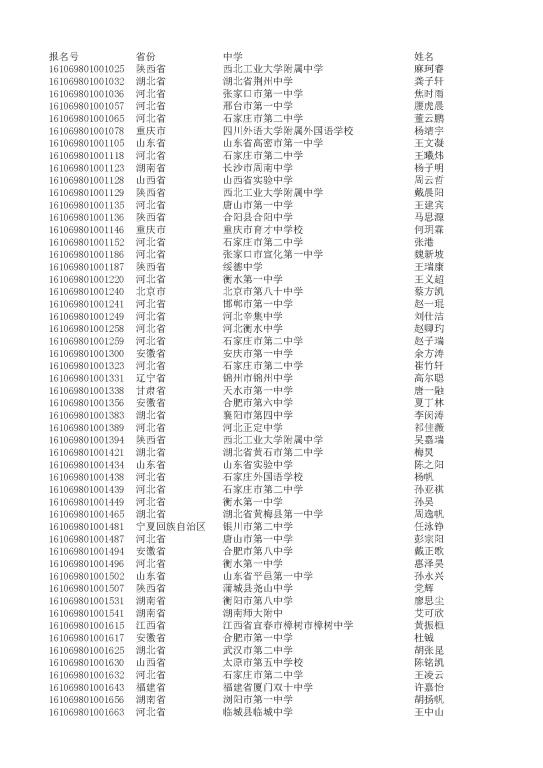 报名号 省份 中学 姓名
161069801001025 陕西省 西北工业大学附属中学 麻珂睿
161069801001032 湖北省 湖北省荆州中学 龚子轩
161069801001036 河北省 张家口市第一中学 焦时雨
161069801001057 河北省 邢台市第一中学 腰虎晨
161069801001065 河北省 石家庄市第二中学 董云鹏
161069801001078 重庆市 四川外语大学附属外国语学校 杨靖宇
161069801001105 山东省 山东省高密市第一中学 王文凝
161069801001118 河北省 石家庄市第二中学 王曦炜
161069801001123 湖南省 长沙市周南中学 杨子明
161069801001128 山西省 山西省实验中学 周云哲
161069801001129 陕西省 西北工业大学附属中学 戴晨阳
161069801001135 河北省 唐山市第一中学 王建宾
161069801001136 陕西省 合阳县合阳中学 马思源
161069801001146 重庆市 重庆市育才中学校 何玥霖
161069801001152 河北省 石家庄市第二中学 张港
161069801001186 河北省 张家口市宣化第一中学 魏新坡
161069801001187 陕西省 绥德中学 王瑞康
161069801001220 河北省 衡水第一中学 王义超
161069801001240 北京市 北京市第八十中学 蔡方凯
161069801001241 河北省 邯郸市第一中学 赵一琨
161069801001249 河北省 河北辛集中学 刘仕洁
161069801001258 河北省 河北衡水中学 赵卿玓
161069801001259 河北省 石家庄市第二中学 赵子瑞
161069801001300 安徽省 安庆市第一中学 余方涛
161069801001323 河北省 石家庄市第二中学 崔竹轩
161069801001331 辽宁省 锦州市锦州中学 高尔聪
161069801001338 甘肃省 天水市第一中学 唐一融
161069801001356 安徽省 合肥市第六中学 夏丁林
161069801001383 湖北省 襄阳市第四中学 李闵涛
161069801001389 河北省 河北正定中学 祁佳薇
161069801001394 陕西省 西北工业大学附属中学 吴嘉瑞
161069801001421 湖北省 湖北省黄石市第二中学 梅炅
161069801001434 山东省 山东省实验中学 陈之阳
161069801001438 河北省 石家庄外国语学校 杨帆
161069801001439 河北省 石家庄市第二中学 孙亚祺
161069801001449 河北省 衡水第一中学 孙昊
161069801001465 湖北省 湖北省黄梅县第一中学 周逸帆
161069801001481 宁夏回族自治区 银川市第二中学 任泳铮
161069801001487 河北省 唐山市第一中学 彭宗阳
161069801001494 安徽省 合肥市第八中学 戴正歌
161069801001496 河北省 衡水第一中学 惠泽昊
161069801001502 山东省 山东省平邑第一中学 孙永兴
161069801001507 陕西省 蒲城县尧山中学 党辉
161069801001531 湖南省 衡阳市第八中学 廖思尘
161069801001541 湖南省 湖南师大附中 艾可欣
161069801001615 江西省 江西省宜春市樟树市樟树中学 黄振桓
161069801001617 安徽省 合肥市第一中学 杜铖
161069801001625 湖北省 武汉市第二中学 胡张昆
161069801001630 山西省 太原市第五中学校 陈铭凯
161069801001632 河北省 石家庄市第二中学 王凌云
161069801001643 福建省 福建省厦门双十中学 许嘉怡
161069801001656 湖南省 浏阳市第一中学 胡扬帆
161069801001663 河北省 临城县临城中学 王中山